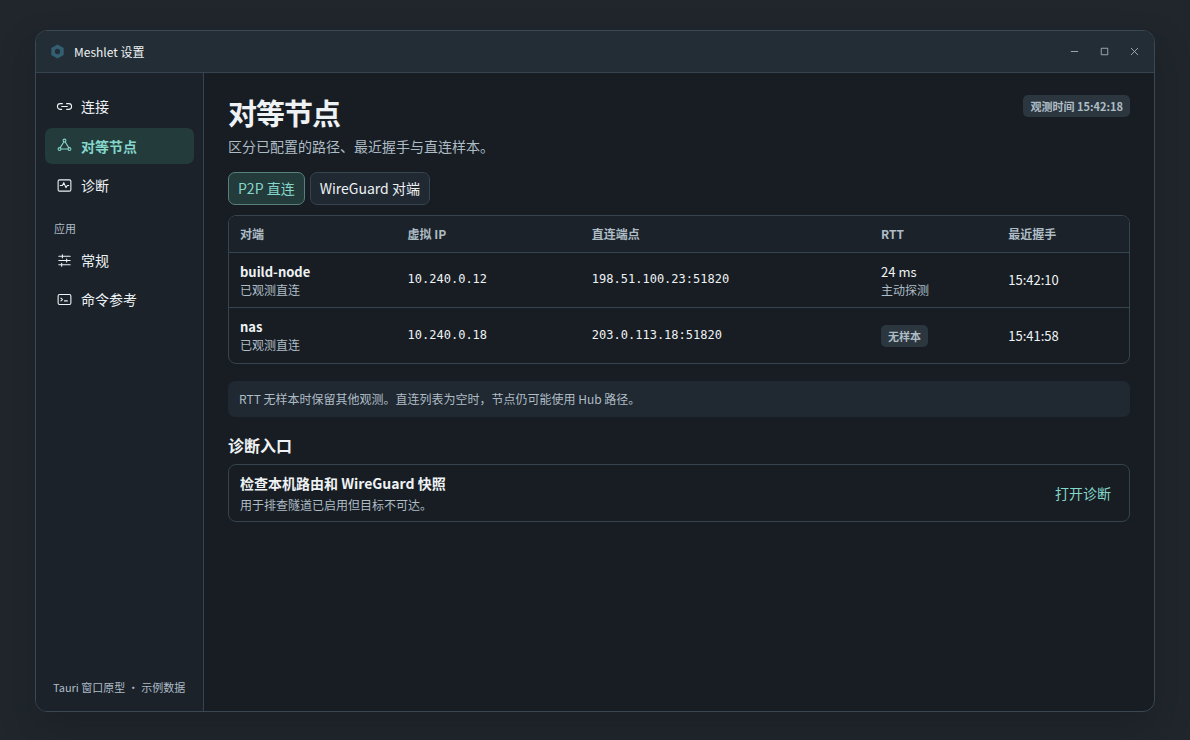 Meshlet 设置
连接
对等节点
诊断
应用
常规
命令参考
Tauri 窗口原型 · 示例数据
对等节点
观测时间 15:42:18
区分已配置的路径、最近握手与直连样本。
P2P 直连 WireGuard 对端
对端 虚拟 IP 直连端点 RTT 最近握手
build-node 10.240.0.12 198.51.100.23:51820 24 ms 15:42:10
已观测直连 主动探测
nas 10.240.0.18 203.0.113.18:51820 无样本 15:41:58
已观测直连
RTT 无样本时保留其他观测。直连列表为空时，节点仍可能使用 Hub 路径。
诊断入口
检查本机路由和 WireGuard 快照
用于排查隧道已启用但目标不可达。
打开诊断